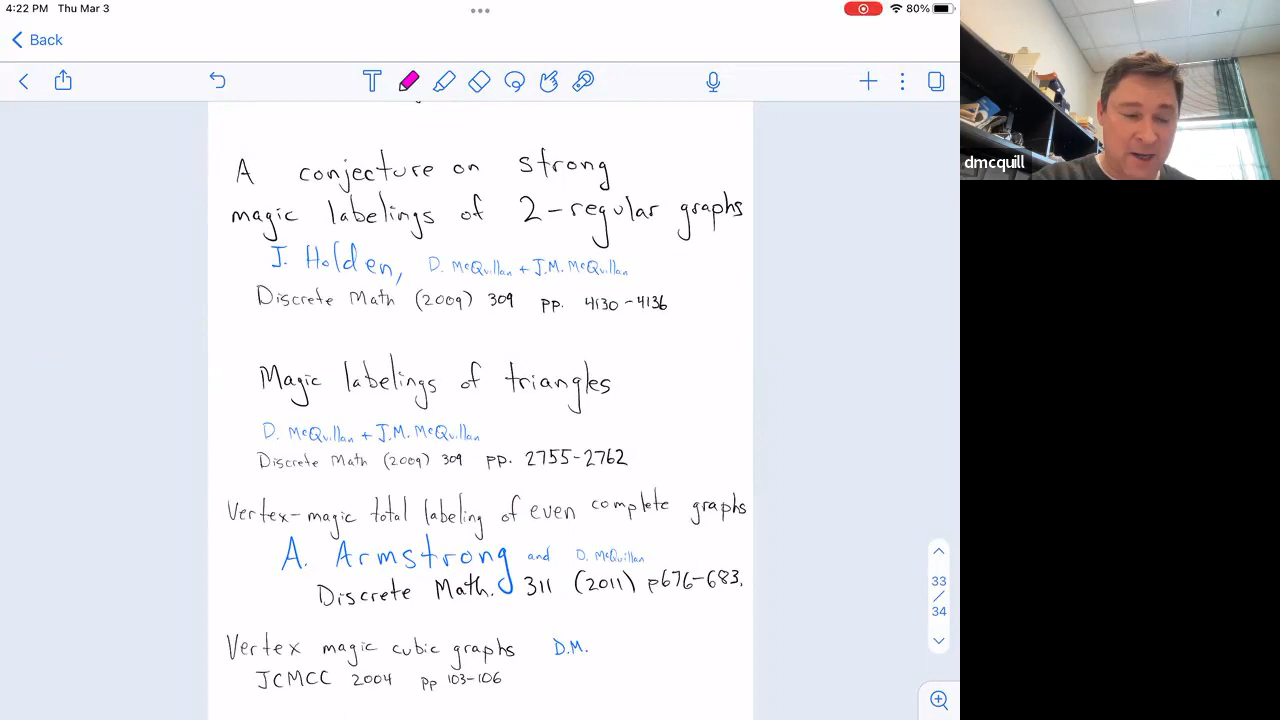 4:22 PM Thu Mar 3
80%
Back
T
A conjecture on strong
magic labelings of 2-regular graphs
J. Holden, D. McQuillan + J.M. McQuillan
Discrete Math (2009) 309 pp. 4130-4136
Magic labelings of triangles
D. McQuillan + J.M. McQuillan
Discrete Math (2009) 309 pp. 2755-2762
Vertex-magic total labeling of even complete graphs
A. Armstrong and D. McQuillan
Discrete Math. 311 (2011) p676-683.
Vertex magic cubic graphs D.M.
JCMCC 2004 pp 103-106
33
/
34
dmcquill